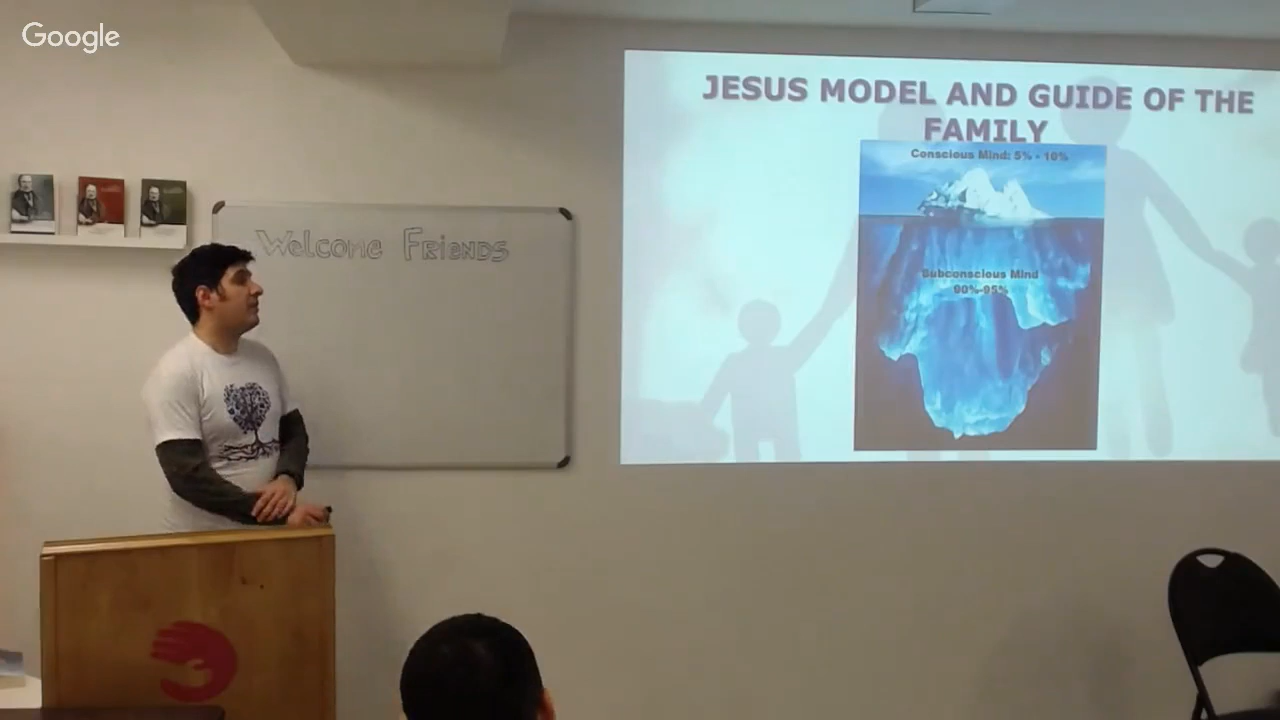 Google
Welcome Friends
JESUS MODEL AND GUIDE OF THE
FAMILY
Conscious Mind: 5% - 10%
Subconscious Mind
90%-95%